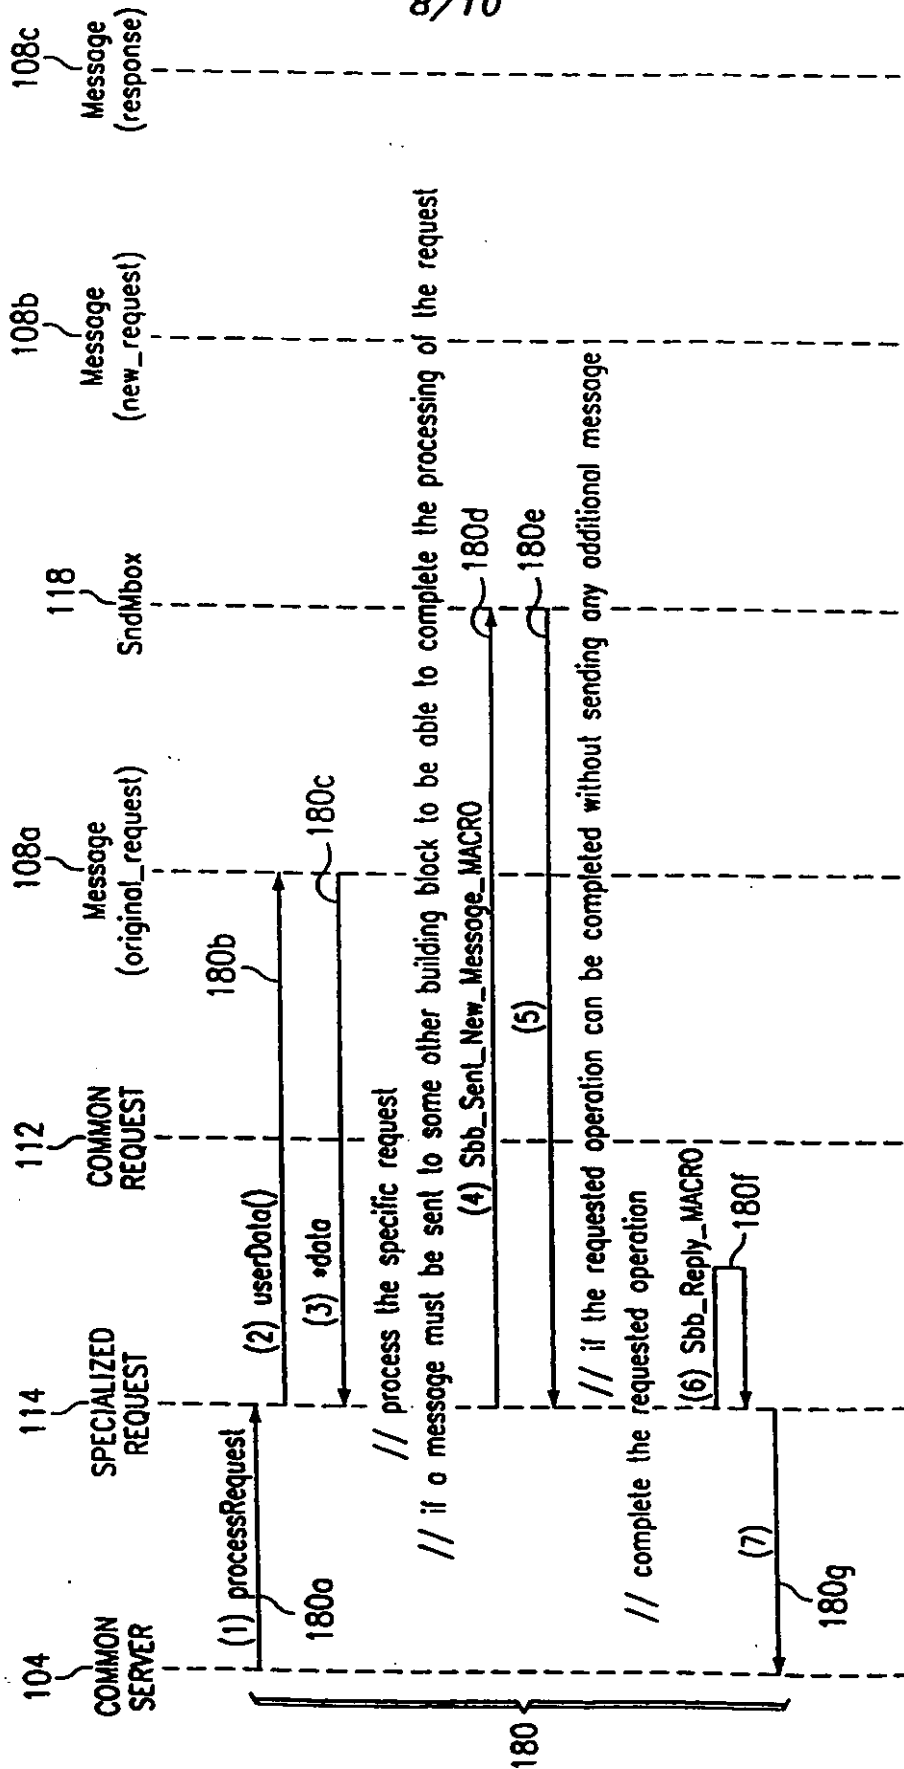 8/10
104
COMMON
SERVER
114
SPECIALIZED
REQUEST
112
COMMON
REQUEST
108a
Message
(original_request)
118
SndMbox
108b
Message
(new_request)
108c
Message
(response)
(1) processRequest
180a
(2) userData()
180b
(3) *data
180c
// process the specific request
// if a message must be sent to some other building block to be able to complete the processing of the request
(4) Sbb_Sent_New_Message_MACRO
180d
(5)
180e
// if the requested operation can be completed without sending any additional message
// complete the requested operation
(6) Sbb_Reply_MACRO
180f
(7)
180g
180